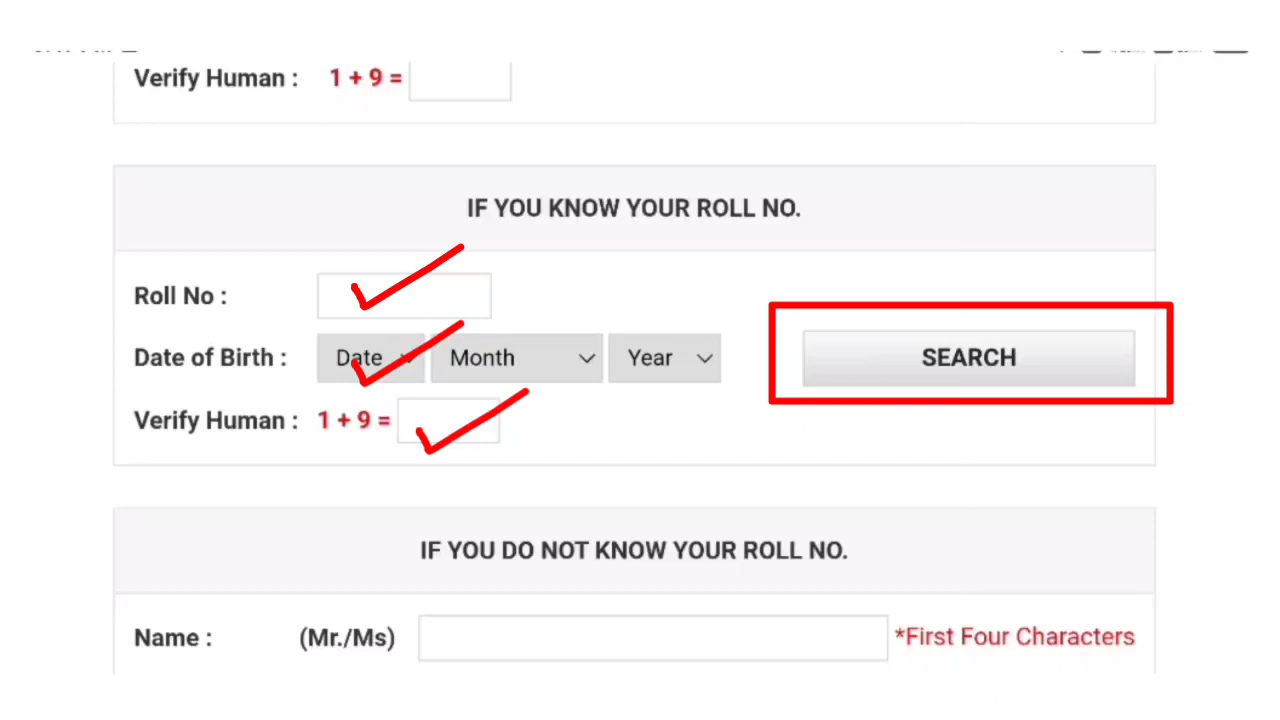 Verify Human : 1 + 9 =
IF YOU KNOW YOUR ROLL NO.
Roll No :
Date of Birth : Date Month Year
SEARCH
Verify Human : 1 + 9 =
IF YOU DO NOT KNOW YOUR ROLL NO.
Name : (Mr./Ms) *First Four Characters